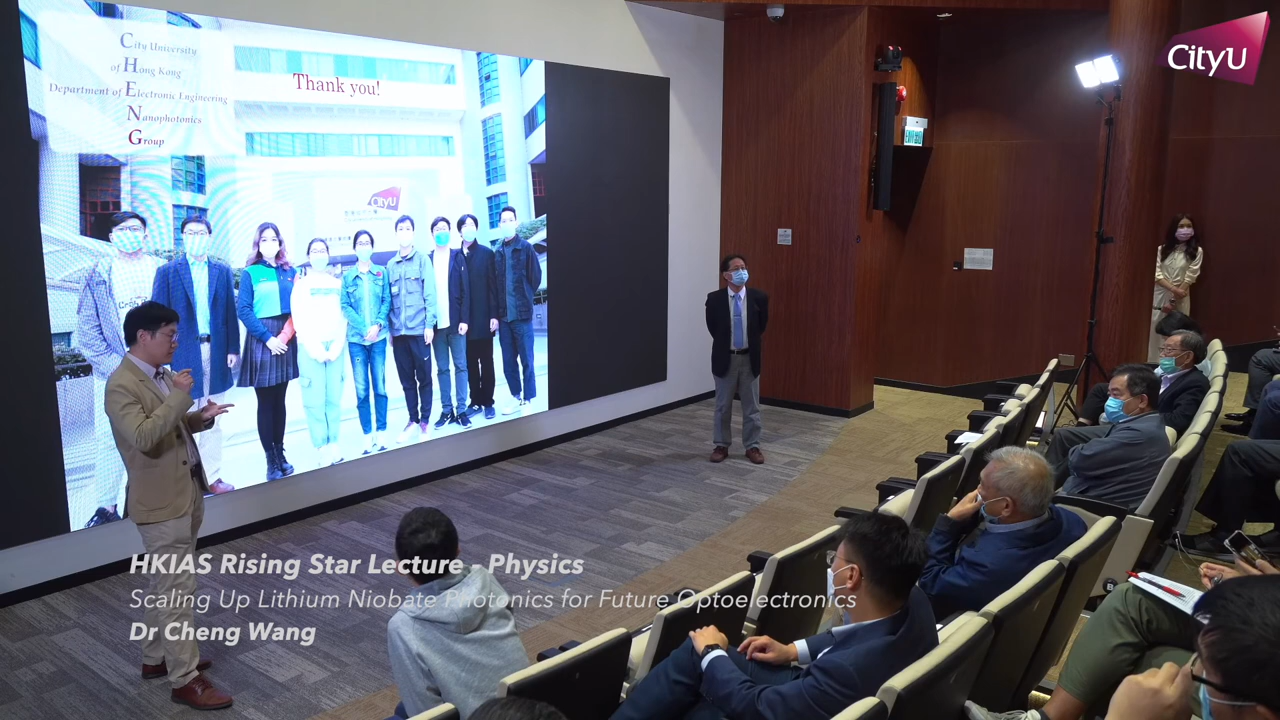 City University
of Hong Kong
Department of Electronic Engineering
Nanophotonics
Group
Thank you!
CityU
CityU
EXIT
HKIAS Rising Star Lecture - Physics
Scaling Up Lithium Niobate Photonics for Future Optoelectronics
Dr Cheng Wang